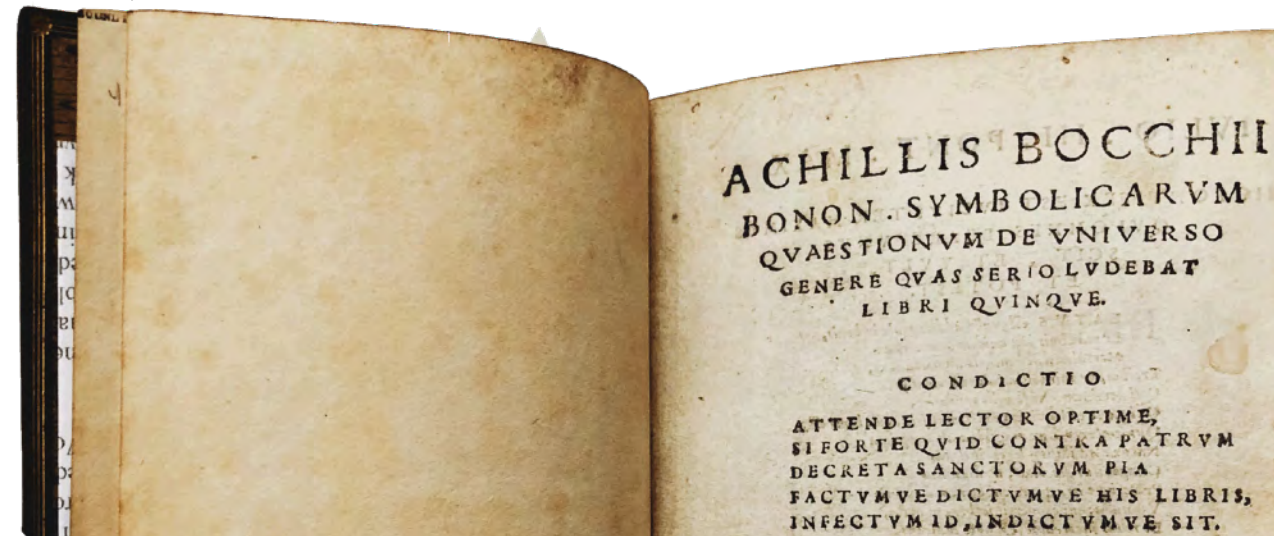 ACHILLIS BOCCHII
BONON. SYMBOLICARVM
QVAESTIONVM DE VNIVERSO
GENERE QVAS SERIO LVDEBAT
LIBRI QVINQVE.
CONDICTIO
ATTENDE LECTOR OPTIME,
SI FORTE QVID CONTRA PATRVM
DECRETA SANCTORVM PIA
FACTVMVE DICTVMVE HIS LIBRIS,
INFECTVM ID, INDICTVMVE SIT.